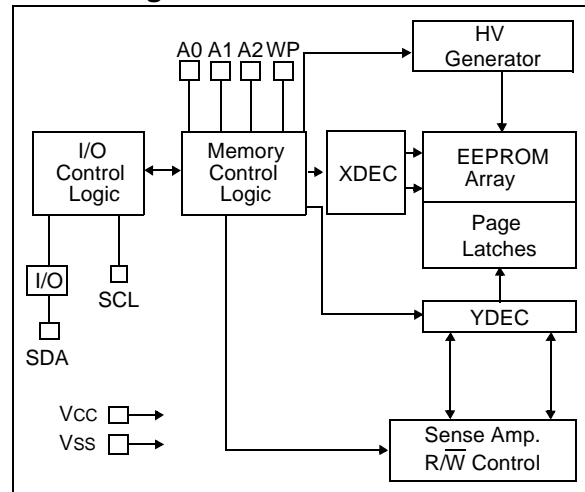 HV
Generator
A0 A1 A2 WP
I/O
Control
Logic
Memory
Control
Logic
XDEC
EEPROM
Array
Page
Latches
I/O
SCL
SDA
YDEC
VCC
VSS
Sense Amp.
R/W̅ Control